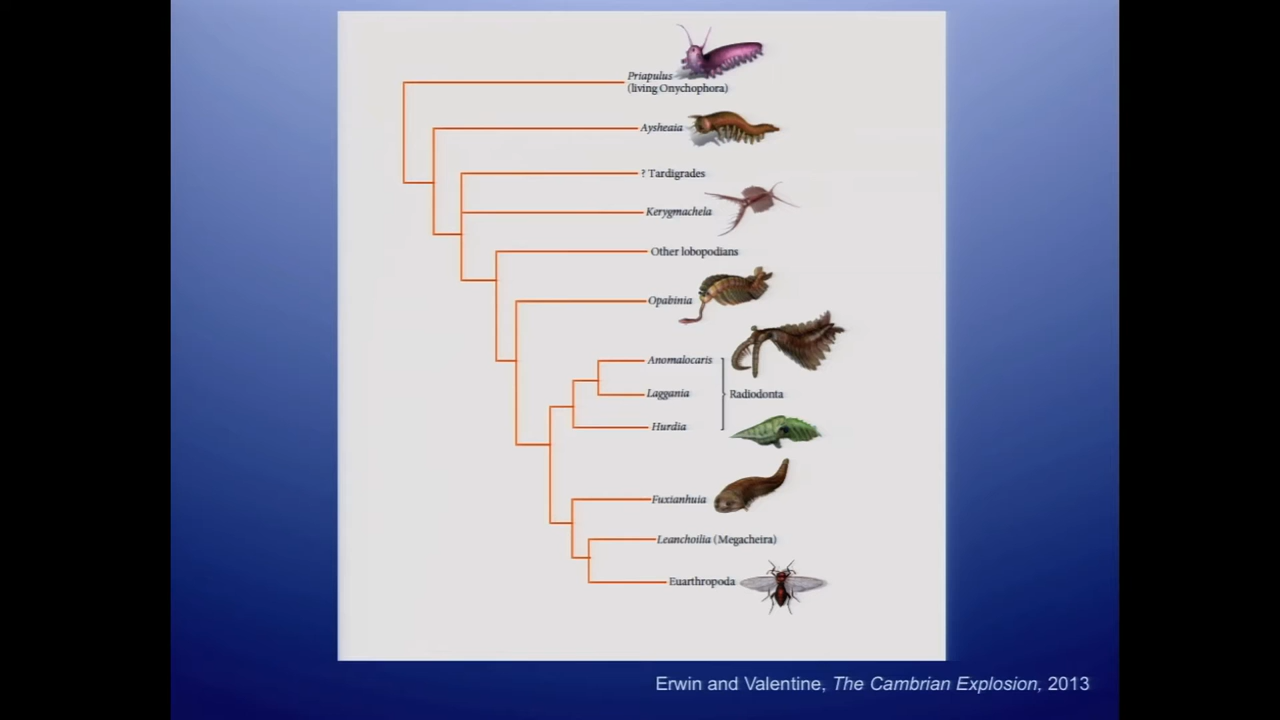 Priapulus
(living Onychophora)
Aysheaia
? Tardigrades
Kerygmachela
Other lobopodians
Opabinia
Anomalocaris
Laggania
Radiodonta
Hurdia
Fuxianhuia
Leanchoilia (Megacheira)
Euarthropoda
Erwin and Valentine, The Cambrian Explosion, 2013